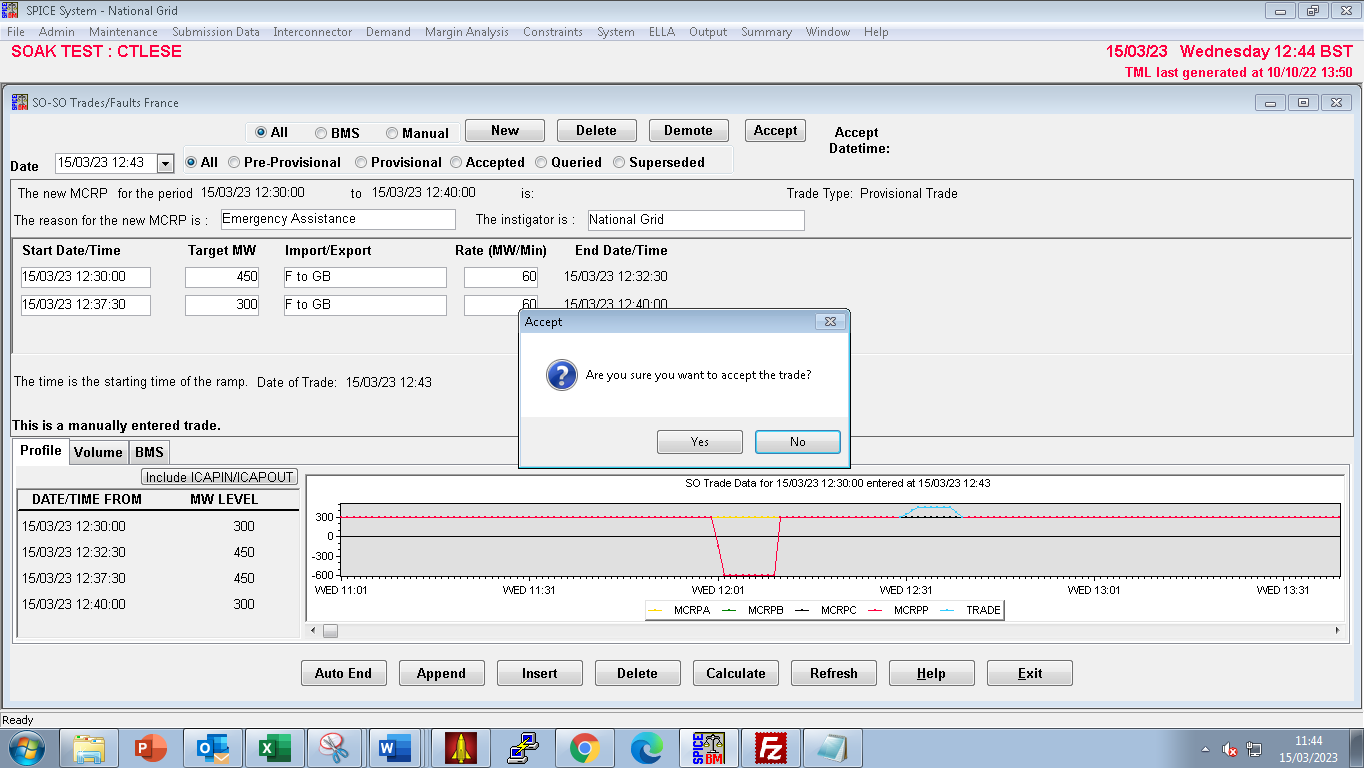 SPICE System - National Grid
File Admin Maintenance Submission Data Interconnector Demand Margin Analysis Constraints System ELLA Output Summary Window Help
SOAK TEST : CTLESE
15/03/23 Wednesday 12:44 BST
TML last generated at 10/10/22 13:50
SO-SO Trades/Faults France
All BMS Manual New Delete Demote Accept
Accept Datetime:
Date 15/03/23 12:43 All Pre-Provisional Provisional Accepted Queried Superseded
The new MCRP for the period 15/03/23 12:30:00 to 15/03/23 12:40:00 is: Trade Type: Provisional Trade
The reason for the new MCRP is : Emergency Assistance The instigator is : National Grid
Start Date/Time Target MW Import/Export Rate (MW/Min) End Date/Time
15/03/23 12:30:00 450 F to GB 60 15/03/23 12:32:30
15/03/23 12:37:30 300 F to GB 60 15/03/23 12:40:00
Accept
Are you sure you want to accept the trade?
Yes No
The time is the starting time of the ramp. Date of Trade: 15/03/23 12:43
This is a manually entered trade.
Profile Volume BMS
Include ICAPIN/ICAPOUT
DATE/TIME FROM MW LEVEL
15/03/23 12:30:00 300
15/03/23 12:32:30 450
15/03/23 12:37:30 450
15/03/23 12:40:00 300
SO Trade Data for 15/03/23 12:30:00 entered at 15/03/23 12:43
300
0
-300
-600
WED 11:01 WED 11:31 WED 12:01 WED 12:31 WED 13:01 WED 13:31
MCRPA MCRPB MCRPC MCRPP TRADE
Auto End Append Insert Delete Calculate Refresh Help Exit
Ready
SPICE
BMI
11:44
15/03/2023